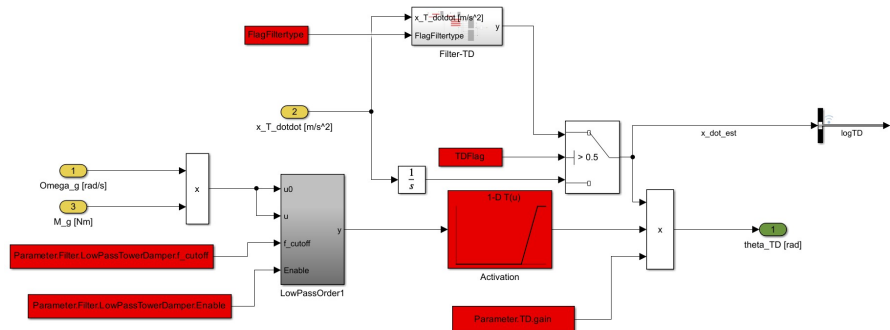 x_T_dotdot [m/s^2]
FlagFiltertype
FlagFiltertype
y
Filter-TD
2
x_T_dotdot [m/s^2]
TDFlag
> 0.5
x_dot_est
logTD
1
Omega_g [rad/s]
3
M_g [Nm]
x
1
s
u0
u
f_cutoff
Enable
y
LowPassOrder1
Parameter.Filter.LowPassTowerDamper.f_cutoff
Parameter.Filter.LowPassTowerDamper.Enable
1-D T(u)
Activation
x
1
theta_TD [rad]
Parameter.TD.gain